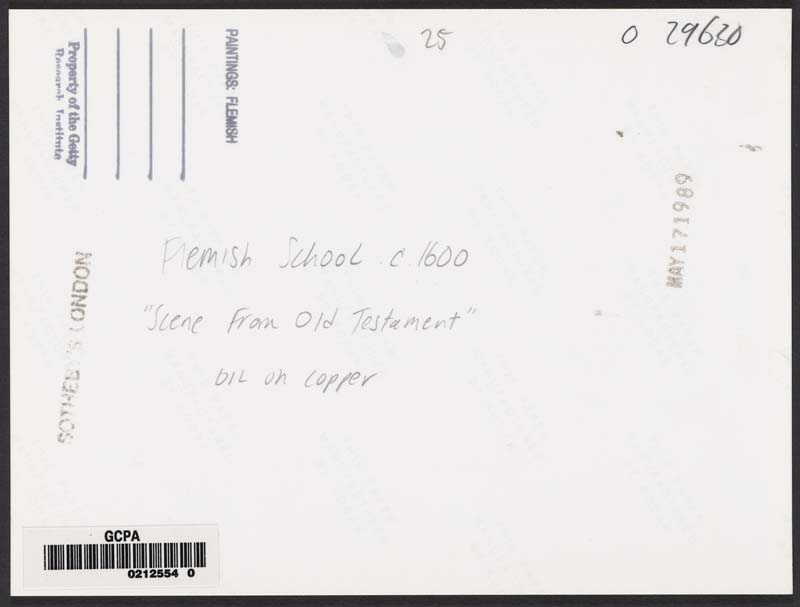 25
O 29630
PAINTINGS: FLEMISH
Property of the Getty
Research Institute
MAY 17 1989
Flemish School c 1600
"Scene From Old Testament"
oil on copper
SOTHEBY'S LONDON
GCPA
0212554 0